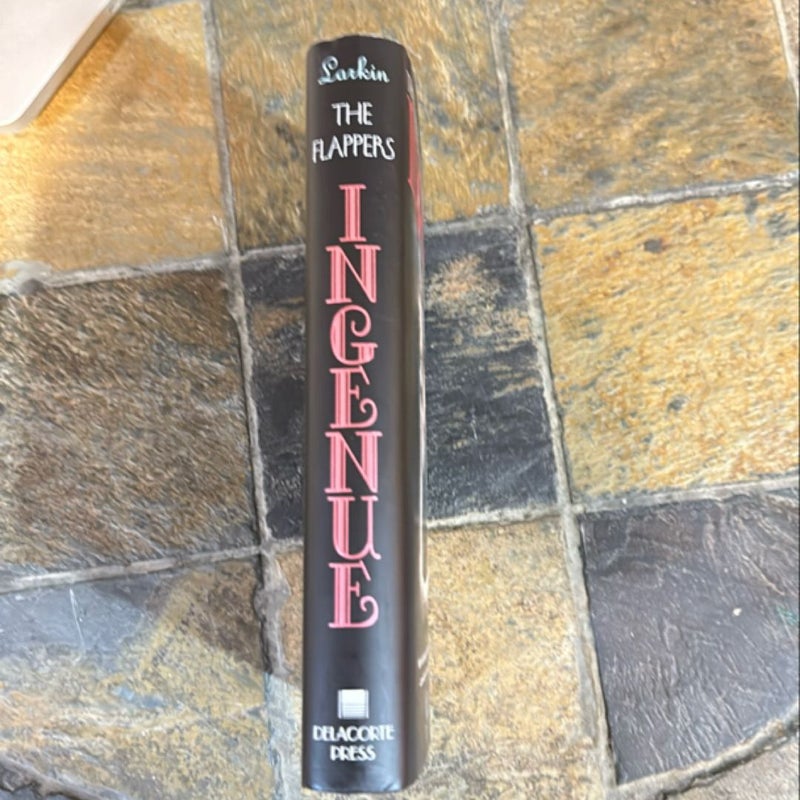 Larkin
THE
FLAPPERS
INGENUE
DELACORTE
PRESS